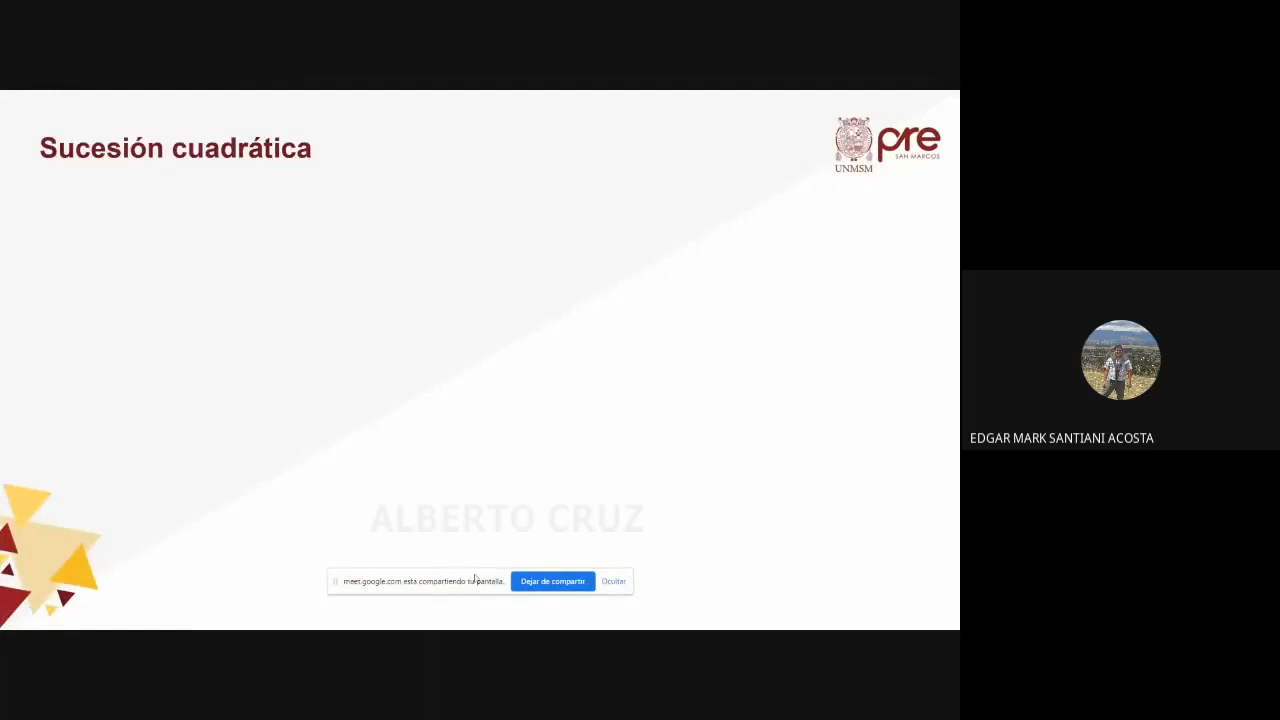 Sucesión cuadrática
UNMSM
pre
SAN MARCOS
EDGAR MARK SANTIANI ACOSTA
ALBERTO CRUZ
meet.google.com está compartiendo tu pantalla.
Dejar de compartir
Ocultar